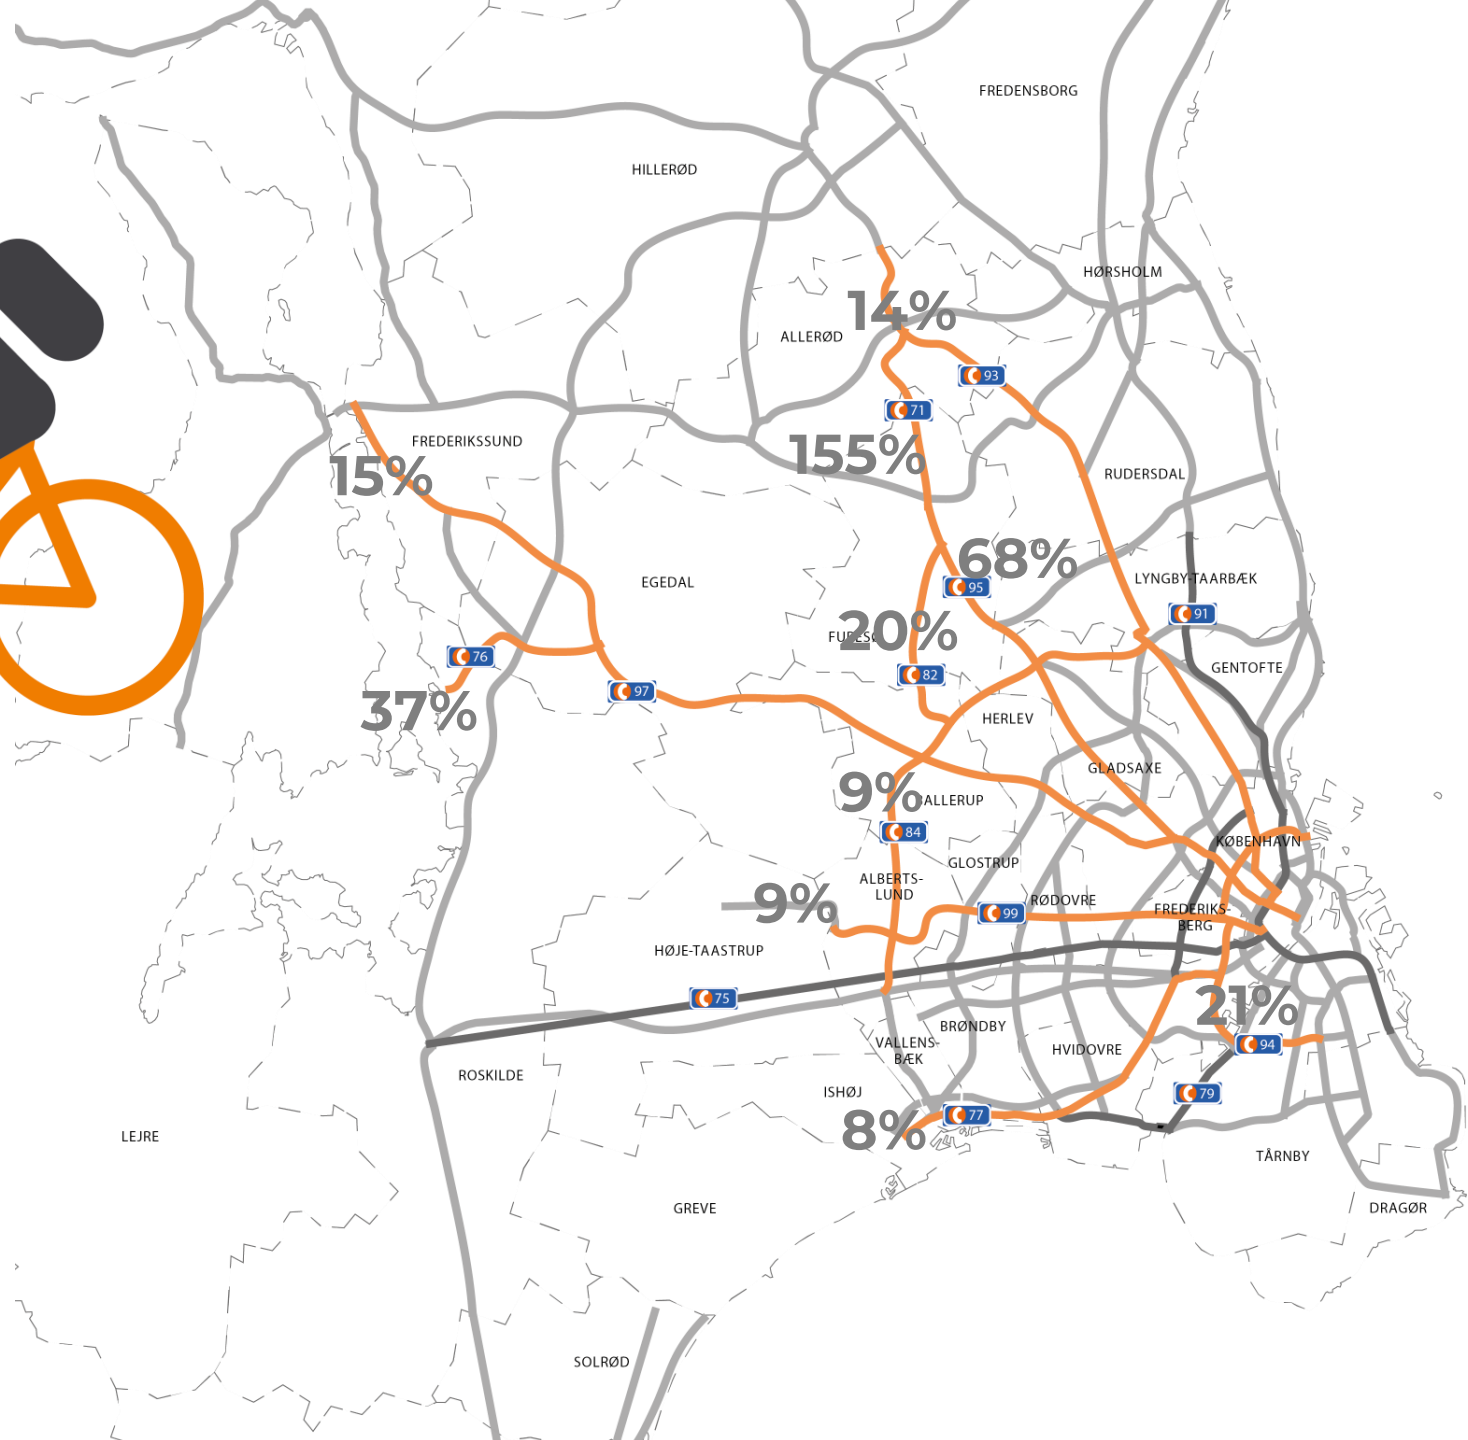 FREDENSBORG
HILLERØD
HØRSHOLM
14%
ALLERØD
93
71
FREDERIKSSUND
155%
15%
RUDERSDAL
68%
LYNGBY-TAARBÆK
EGEDAL
95
91
20%
76
GENTOFTE
82
97
37%
HERLEV
GLADSAXE
9%
BALLERUP
84
KØBENHAVN
GLOSTRUP
ALBERTS-
LUND
9%
RØDOVRE
99
FREDERIKS-
BERG
HØJE-TAASTRUP
75
21%
BRØNDBY
VALLENS-
BÆK
HVIDOVRE
94
ROSKILDE
ISHØJ
79
77
8%
LEJRE
TÅRNBY
GREVE
DRAGØR
SOLRØD